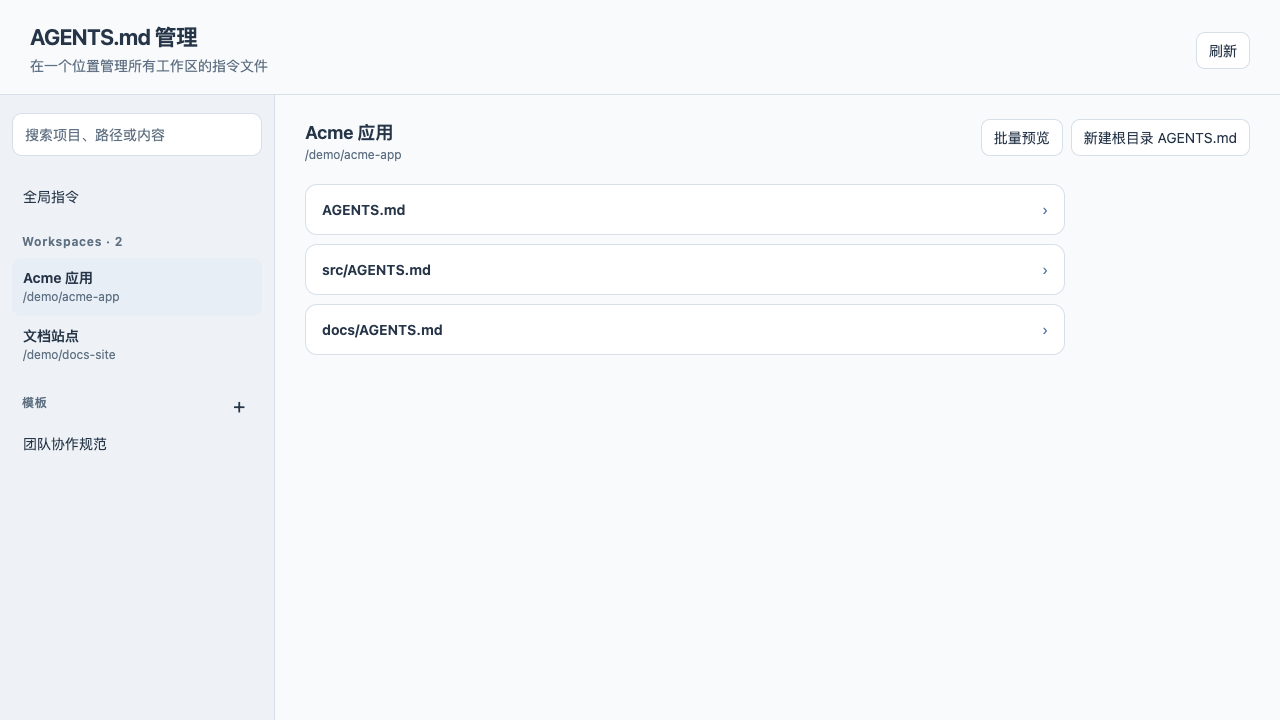 AGENTS.md 管理
在一个位置管理所有工作区的指令文件
刷新
搜索项目、路径或内容
全局指令
Workspaces · 2
Acme 应用
/demo/acme-app
文档站点
/demo/docs-site
模板
+
团队协作规范
Acme 应用
/demo/acme-app
批量预览
新建根目录 AGENTS.md
AGENTS.md ›
src/AGENTS.md ›
docs/AGENTS.md ›